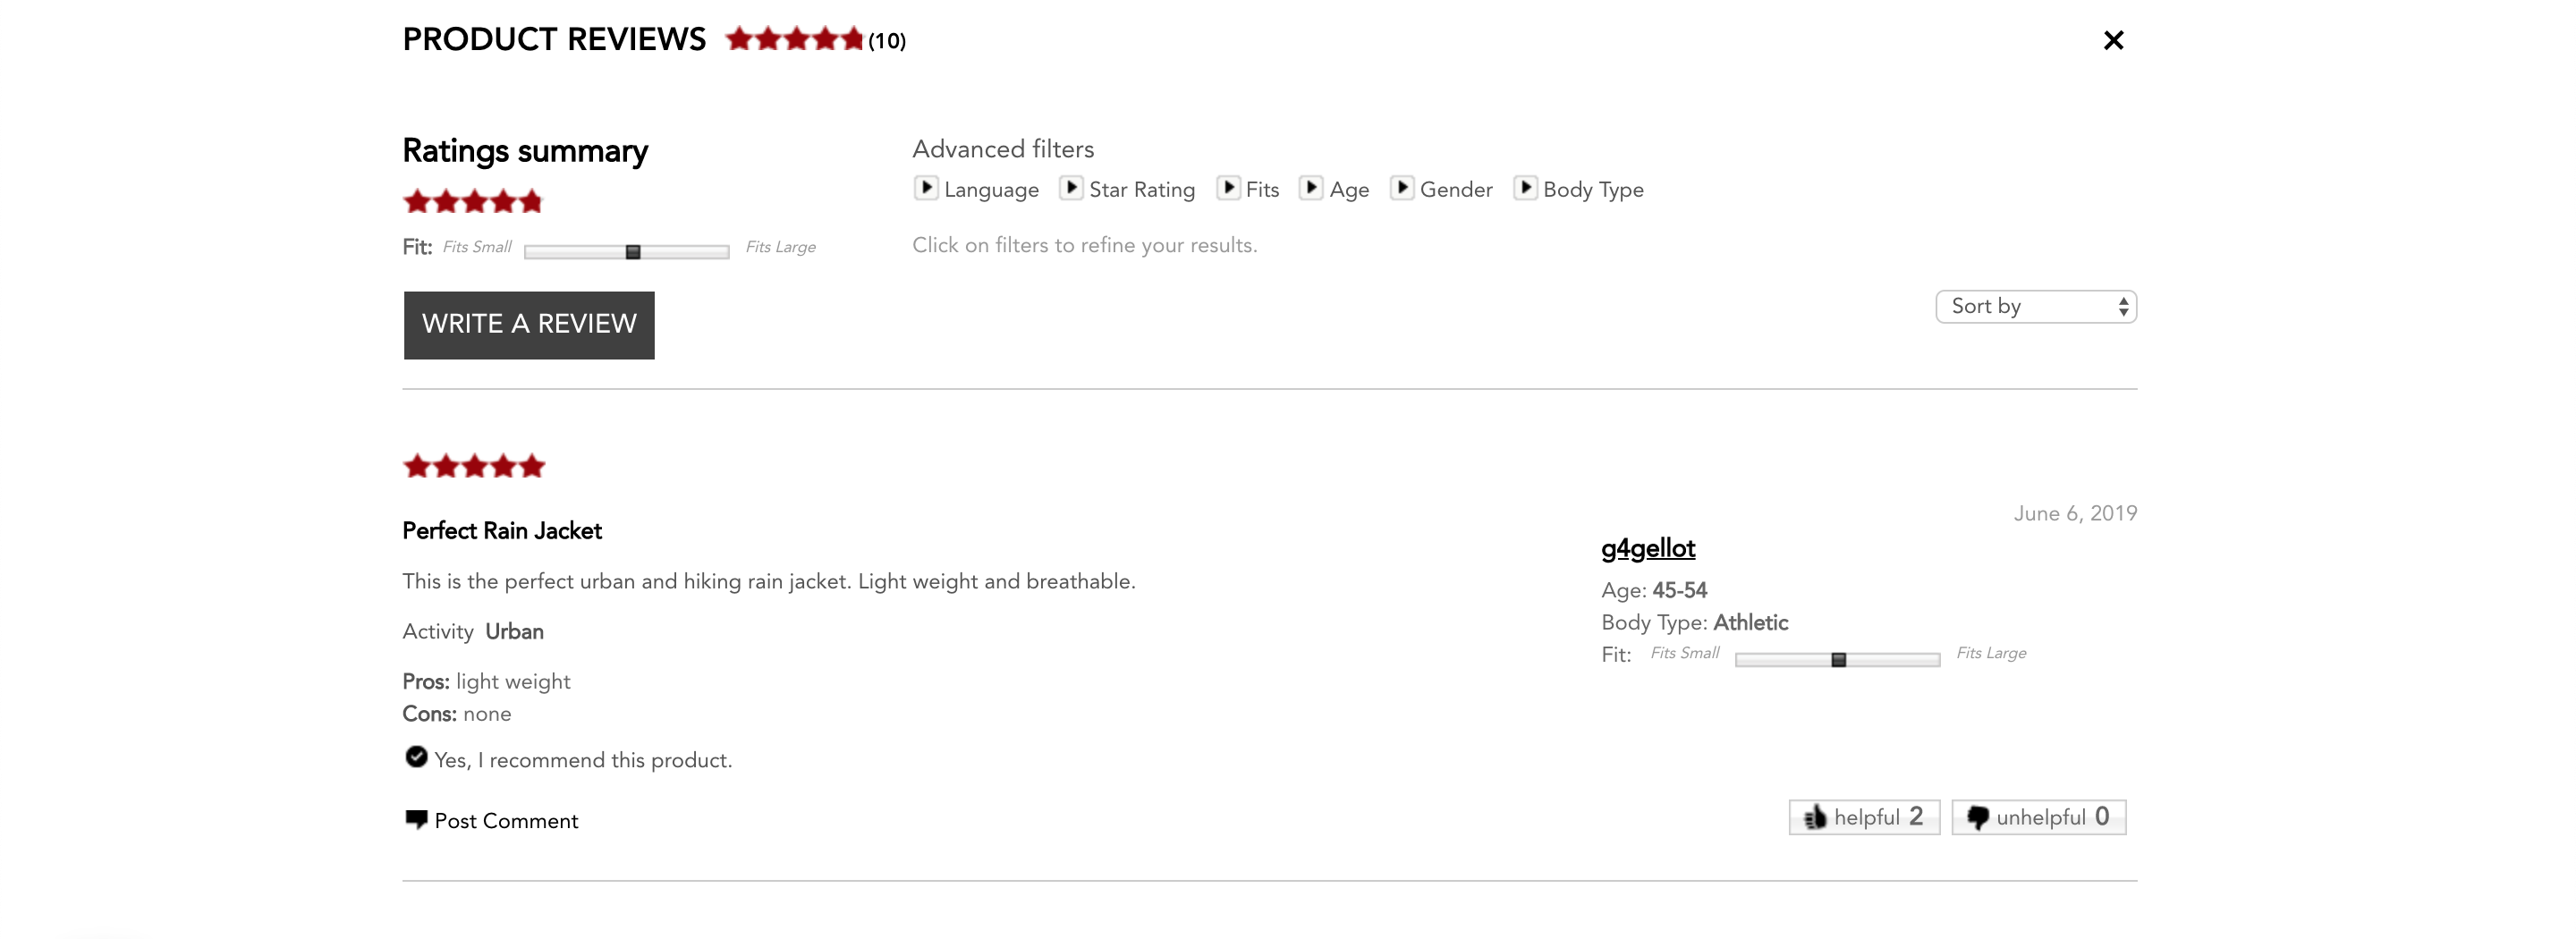 PRODUCT REVIEWS (10)
Ratings summary
Fit: Fits Small Fits Large
WRITE A REVIEW
Advanced filters
Language Star Rating Fits Age Gender Body Type
Click on filters to refine your results.
Sort by
Perfect Rain Jacket
This is the perfect urban and hiking rain jacket. Light weight and breathable.
Activity Urban
Pros: light weight
Cons: none
Yes, I recommend this product.
Post Comment
June 6, 2019
g4gellot
Age: 45-54
Body Type: Athletic
Fit: Fits Small Fits Large
helpful 2 unhelpful 0